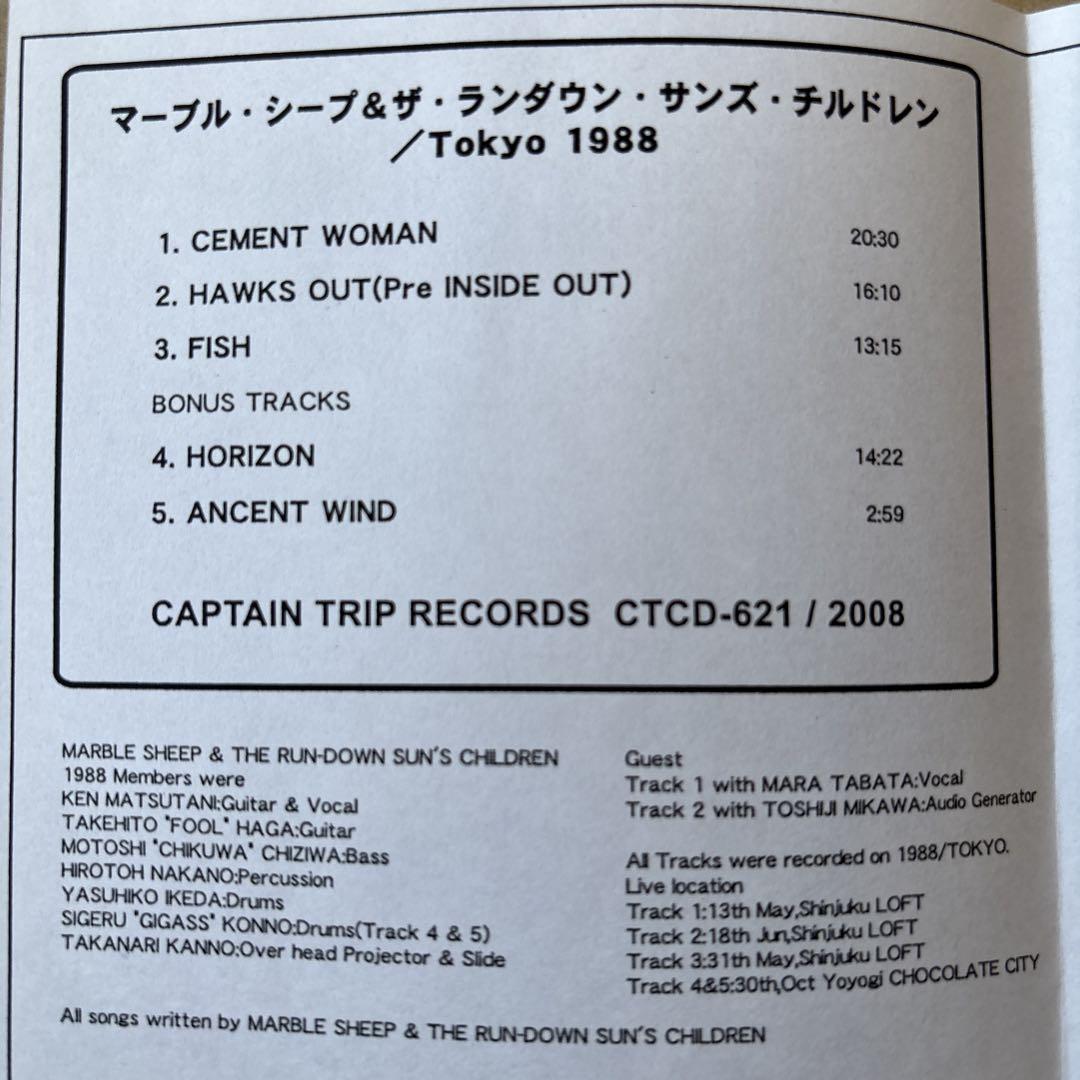 マーブル・シープ&ザ・ランダウン・サンズ・チルドレン
／Tokyo 1988
1. CEMENT WOMAN 20:30
2. HAWKS OUT(Pre INSIDE OUT) 16:10
3. FISH 13:15
BONUS TRACKS
4. HORIZON 14:22
5. ANCENT WIND 2:59
CAPTAIN TRIP RECORDS CTCD-621 / 2008
MARBLE SHEEP & THE RUN-DOWN SUN'S CHILDREN
1988 Members were
KEN MATSUTANI:Guitar & Vocal
TAKEHITO "FOOL" HAGA:Guitar
MOTOSHI "CHIKUWA" CHIZIWA:Bass
HIROTOH NAKANO:Percussion
YASUHIKO IKEDA:Drums
SIGERU "GIGASS" KONNO:Drums(Track 4 & 5)
TAKANARI KANNO:Over head Projector & Slide
Guest
Track 1 with MARA TABATA:Vocal
Track 2 with TOSHIJI MIKAWA:Audio Generator
All Tracks were recorded on 1988/TOKYO.
Live location
Track 1:13th May,Shinjuku LOFT
Track 2:18th Jun,Shinjuku LOFT
Track 3:31th May,Shinjuku LOFT
Track 4&5:30th,Oct Yoyogi CHOCOLATE CITY
All songs written by MARBLE SHEEP & THE RUN-DOWN SUN'S CHILDREN